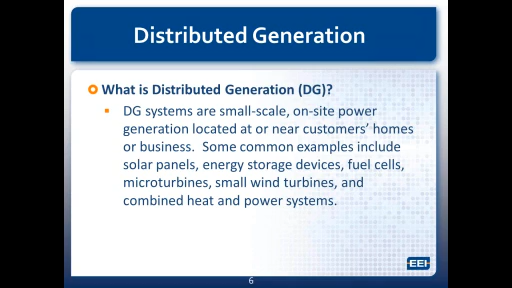 Distributed Generation
What is Distributed Generation (DG)?
DG systems are small-scale, on-site power
generation located at or near customers’ homes
or business.  Some common examples include
solar panels, energy storage devices, fuel cells,
microturbines, small wind turbines, and
combined heat and power systems.
EEI
6